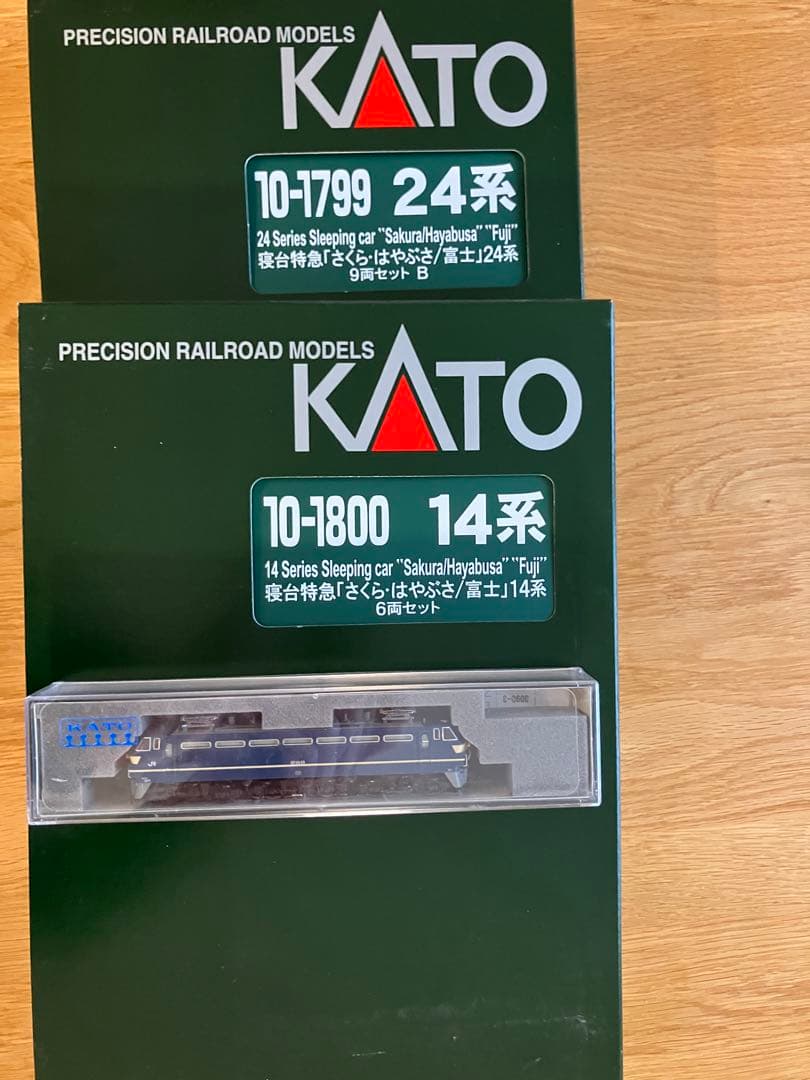 PRECISION RAILROAD MODELS
KATO
10-1799 24系
24 Series Sleeping car "Sakura/Hayabusa" "Fuji"
寝台特急「さくら・はやぶさ/富士」24系
9両セット B
PRECISION RAILROAD MODELS
KATO
10-1800 14系
14 Series Sleeping car "Sakura/Hayabusa" "Fuji"
寝台特急「さくら・はやぶさ/富士」14系
6両セット
3090-3
KATO
JR